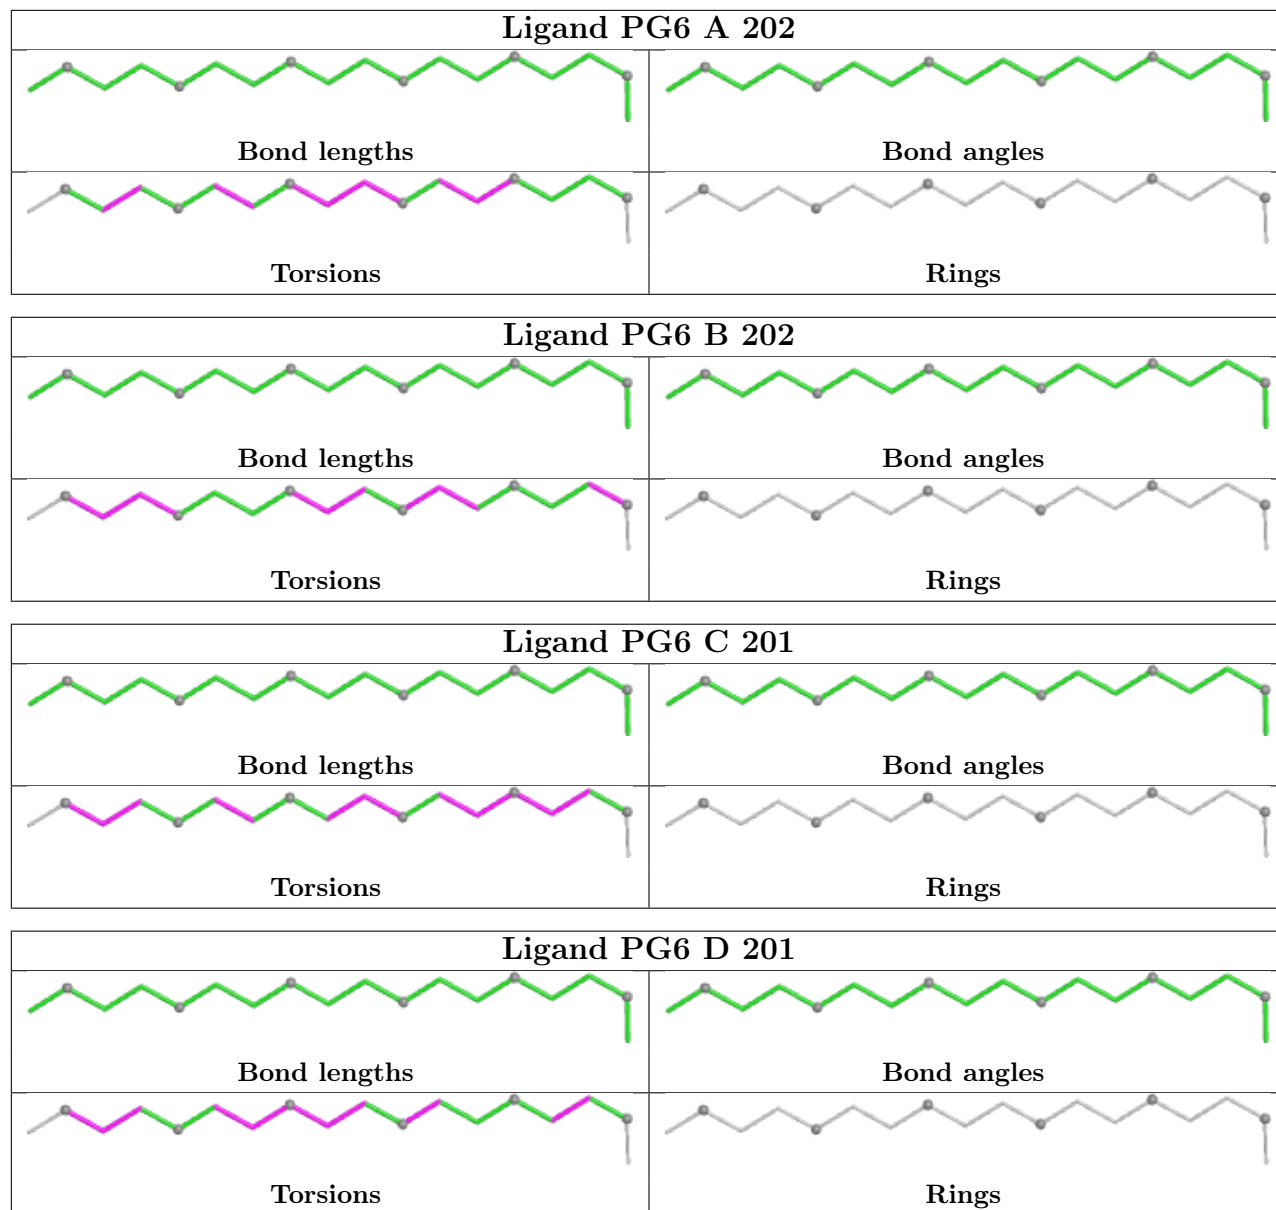 Ligand PG6 A 202
Bond lengths
Bond angles
Torsions
Rings
Ligand PG6 B 202
Bond lengths
Bond angles
Torsions
Rings
Ligand PG6 C 201
Bond lengths
Bond angles
Torsions
Rings
Ligand PG6 D 201
Bond lengths
Bond angles
Torsions
Rings